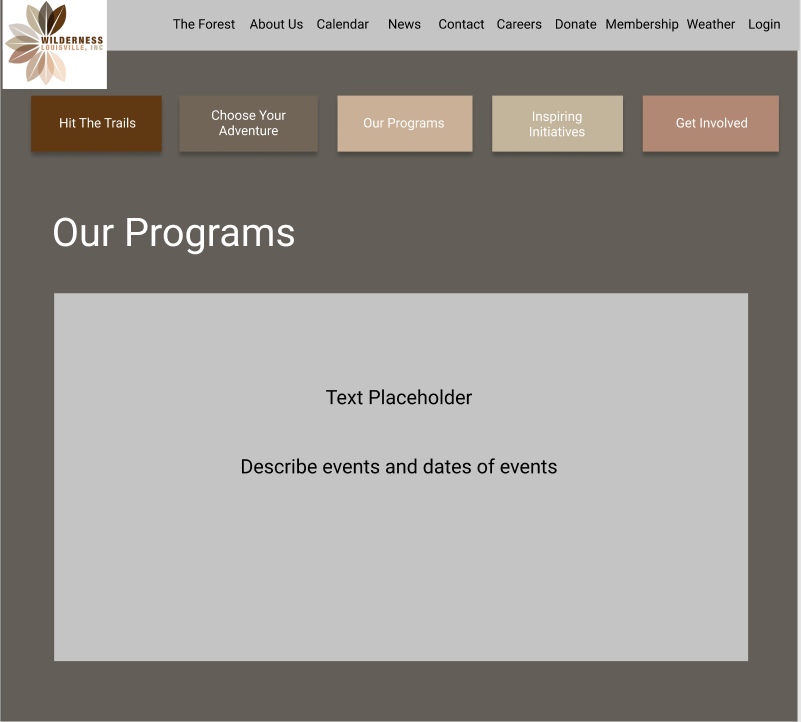 WILDERNESS
LOUISVILLE, INC
The Forest About Us Calendar News Contact Careers Donate Membership Weather Login
Hit The Trails
Choose Your
Adventure
Our Programs
Inspiring
Initiatives
Get Involved
Our Programs
Text Placeholder
Describe events and dates of events